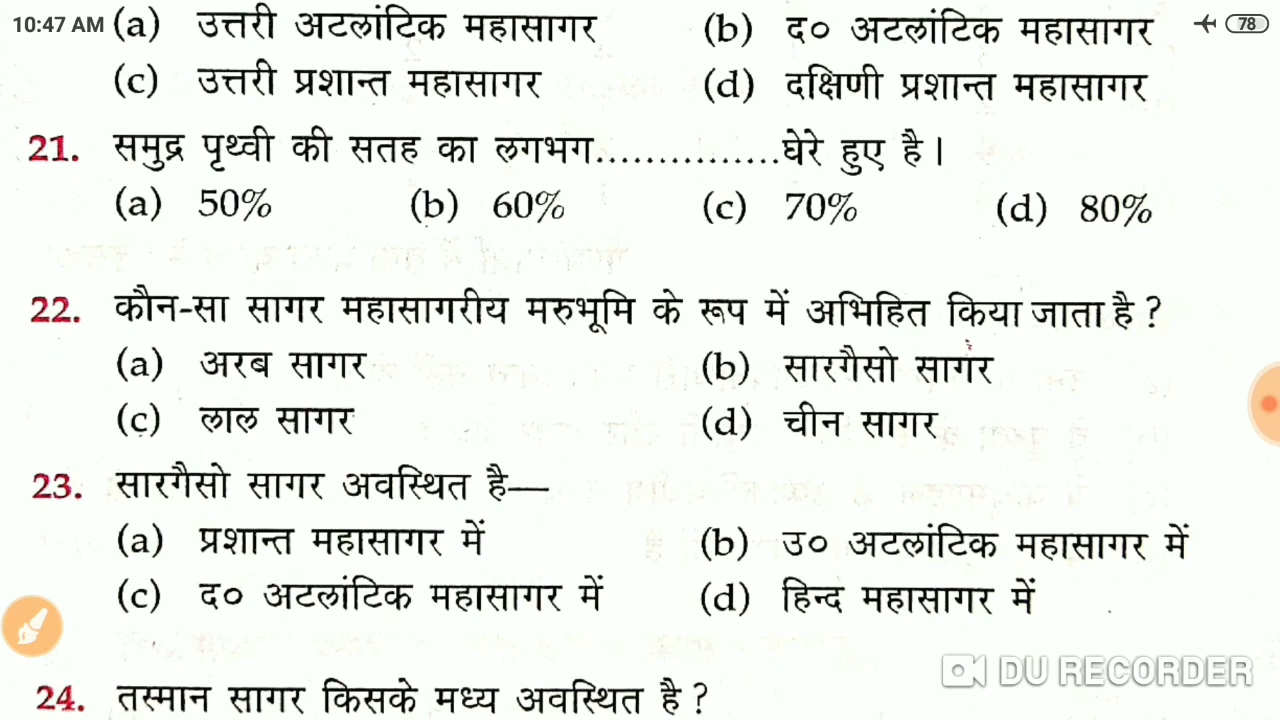 10:47 AM (a) उत्तरी अटलांटिक महासागर (b) द० अटलांटिक महासागर 78
(c) उत्तरी प्रशान्त महासागर (d) दक्षिणी प्रशान्त महासागर
21. समुद्र पृथ्वी की सतह का लगभग...............घेरे हुए है।
(a) 50% (b) 60% (c) 70% (d) 80%
22. कौन-सा सागर महासागरीय मरुभूमि के रूप में अभिहित किया जाता है ?
(a) अरब सागर (b) सारगैसो सागर
(c) लाल सागर (d) चीन सागर
23. सारगैसो सागर अवस्थित है—
(a) प्रशान्त महासागर में (b) उ० अटलांटिक महासागर में
(c) द० अटलांटिक महासागर में (d) हिन्द महासागर में
DU RECORDER
24. तस्मान सागर किसके मध्य अवस्थित है ?